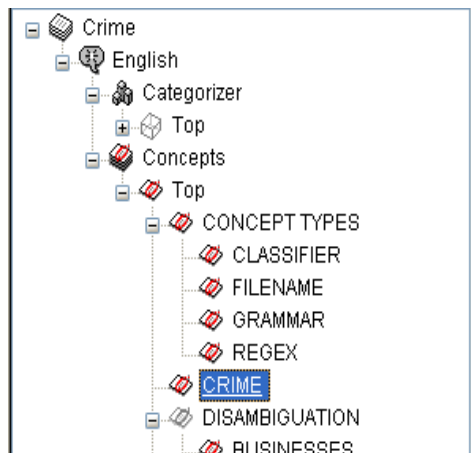 Crime
English
Categorizer
Top
Concepts
Top
CONCEPT TYPES
CLASSIFIER
FILENAME
GRAMMAR
REGEX
CRIME
DISAMBIGUATION
BUSINESSES